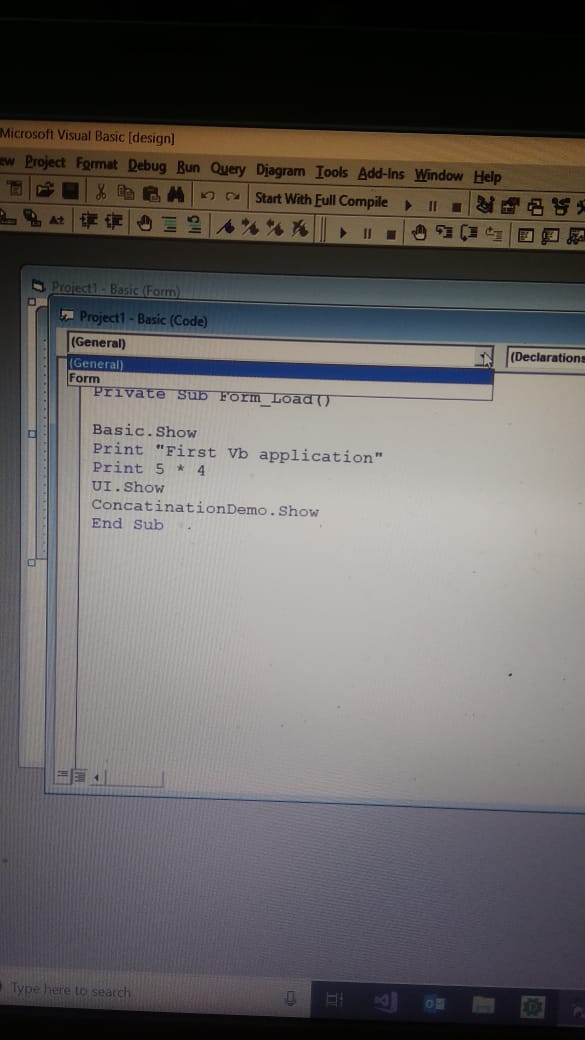 Microsoft Visual Basic [design]
ew Project Format Debug Run Query Diagram Tools Add-Ins Window Help
Start With Full Compile
Project1 - Basic (Form)
Project1 - Basic (Code)
(General)
(Declarations
(General)
Form
Private Sub Form_Load()
Basic.Show
Print "First Vb application"
Print 5 * 4
UI.Show
ConcatinationDemo.Show
End Sub
Type here to search